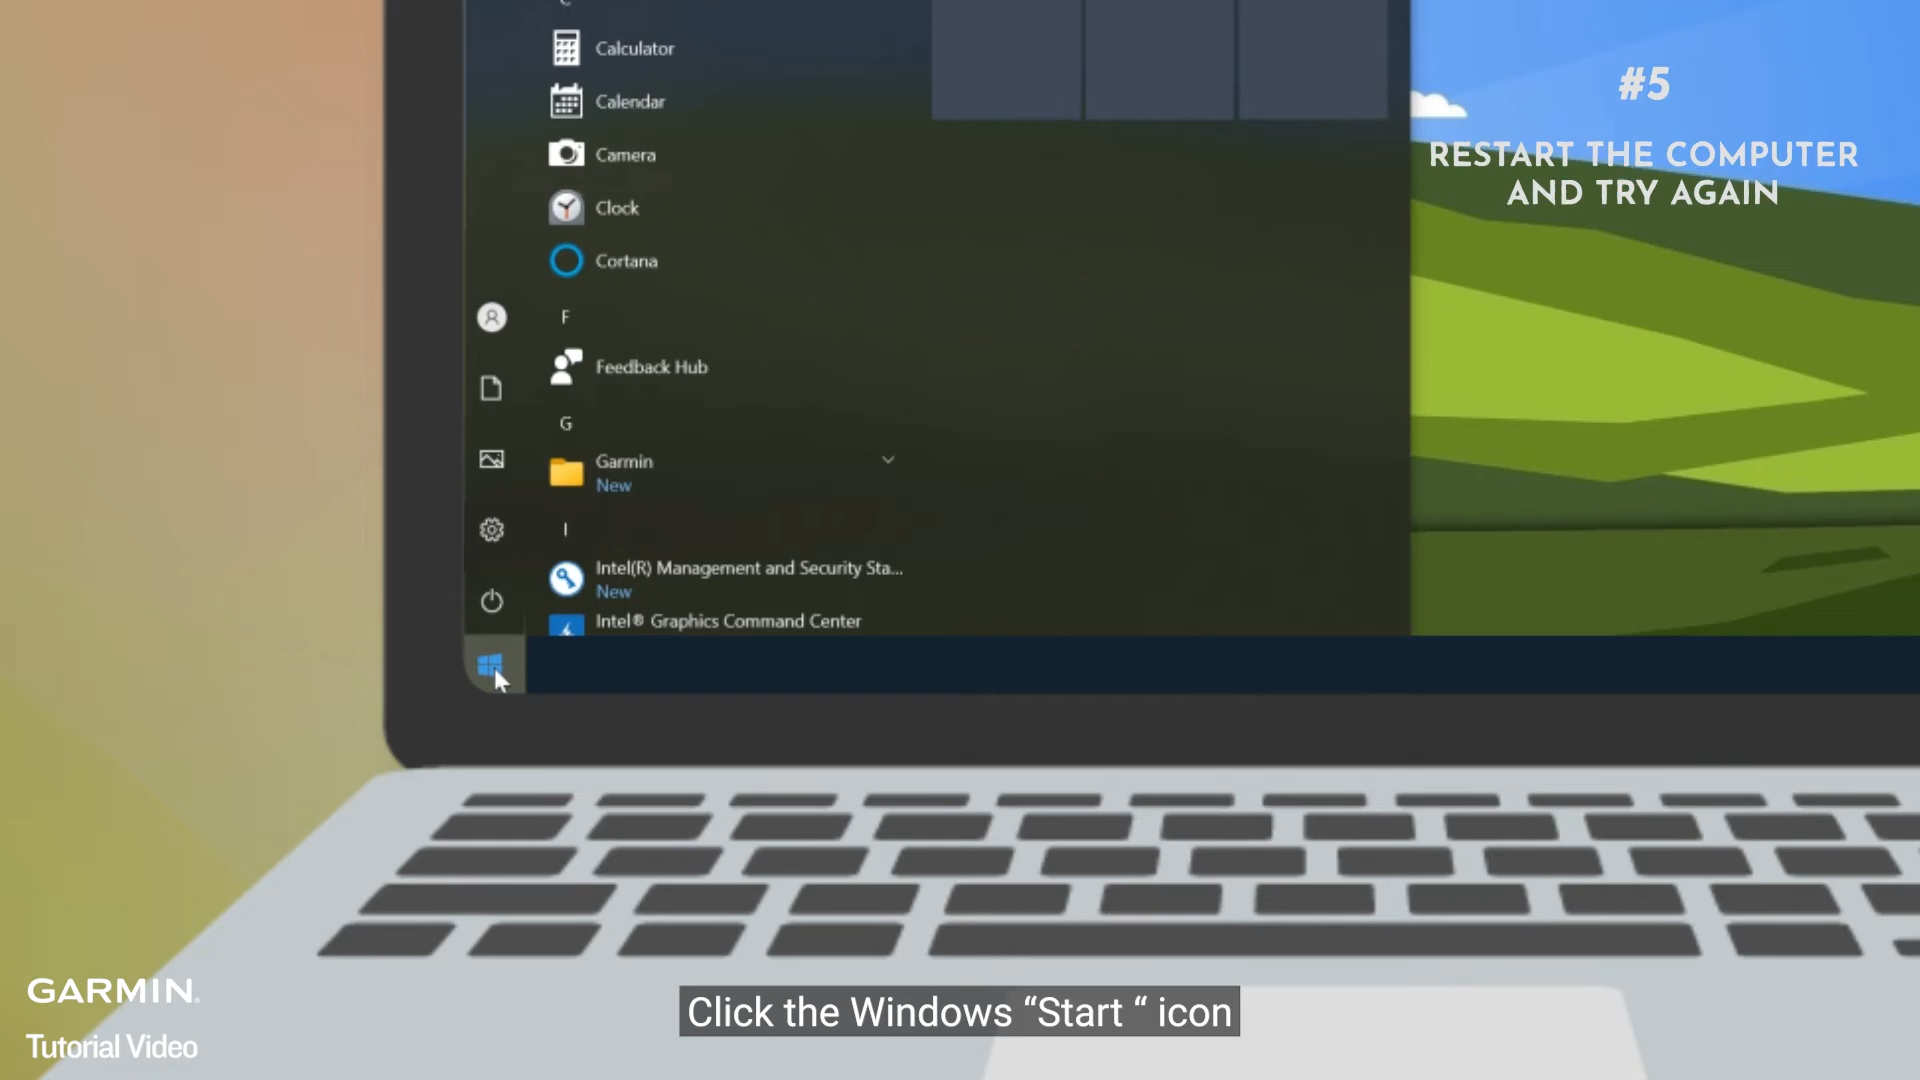 Calculator
Calendar
Camera
Clock
Cortana
F
Feedback Hub
G
Garmin
New
I
Intel(R) Management and Security Sta...
New
Intel® Graphics Command Center
#5
RESTART THE COMPUTER
AND TRY AGAIN
GARMIN.
Tutorial Video
Click the Windows “Start “ icon